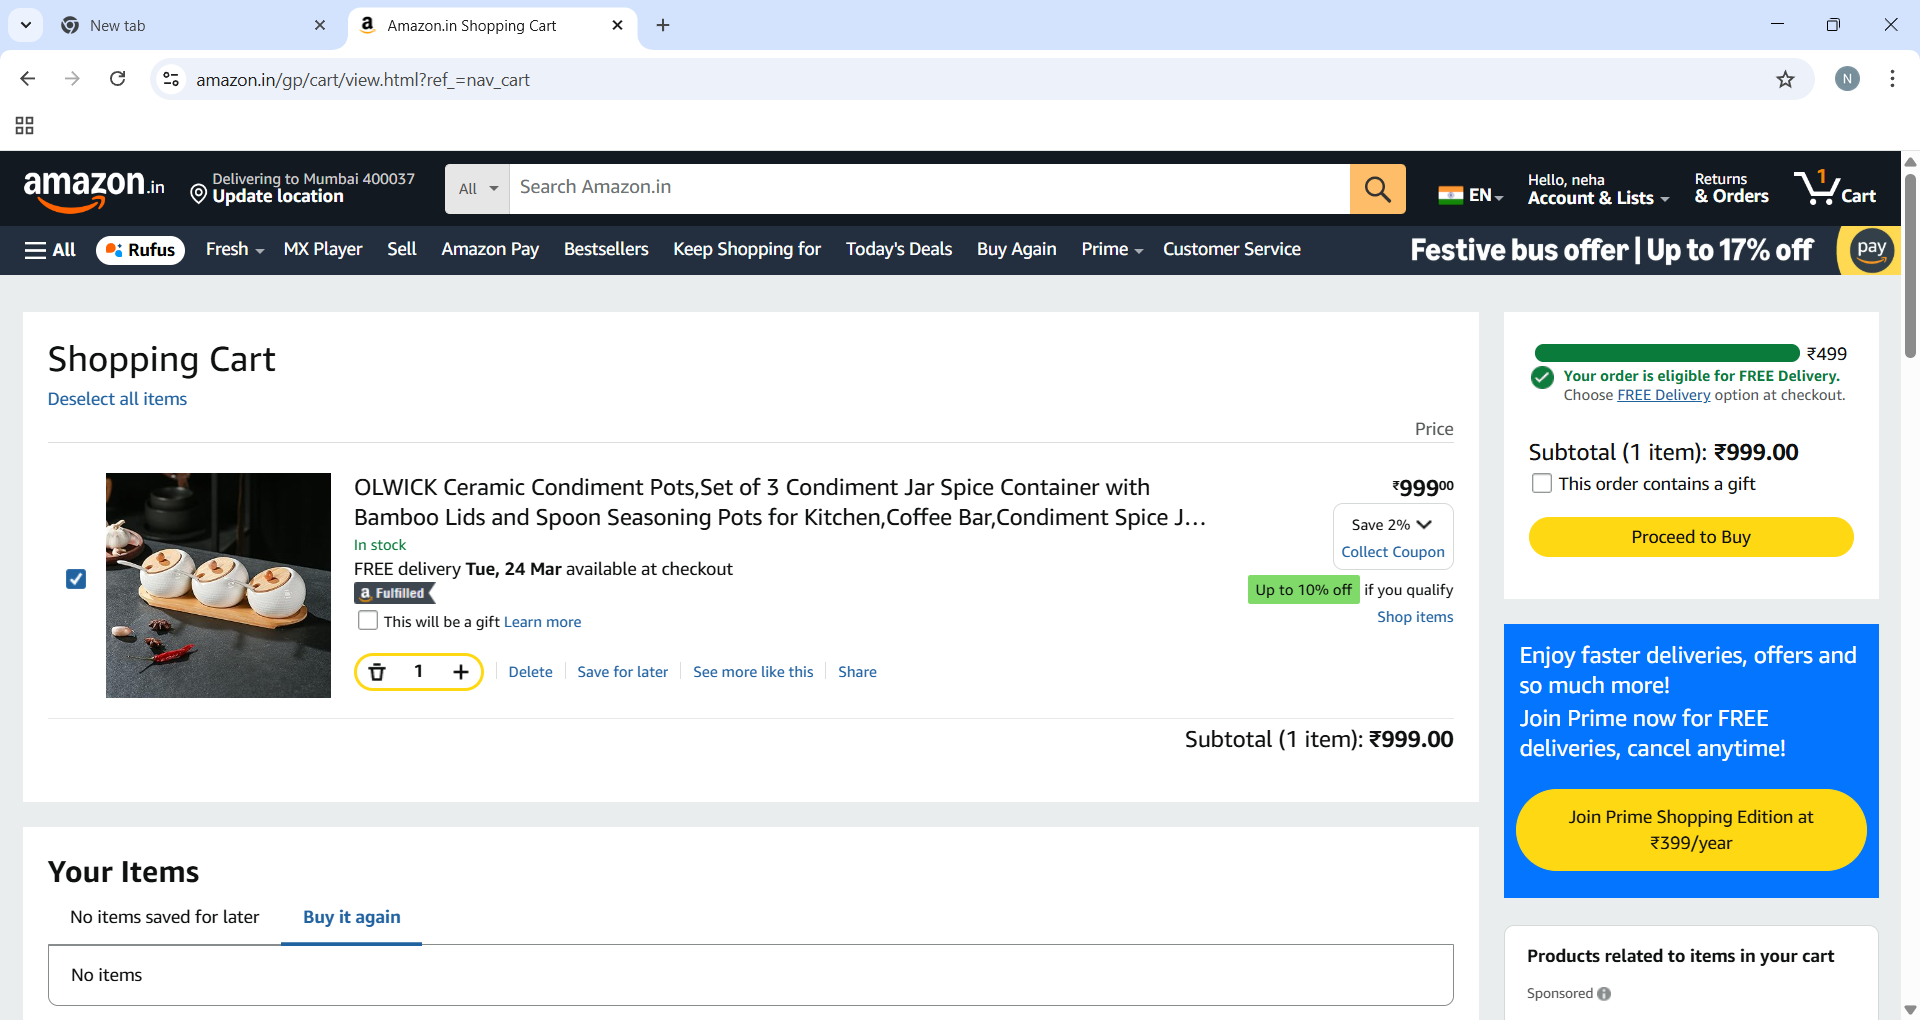 New tab
Amazon.in Shopping Cart
amazon.in/gp/cart/view.html?ref_=nav_cart
N
amazon.in
Delivering to Mumbai 400037
Update location
All
Search Amazon.in
EN
Hello, neha
Account & Lists
Returns
& Orders
1
Cart
All
Rufus
Fresh
MX Player
Sell
Amazon Pay
Bestsellers
Keep Shopping for
Today's Deals
Buy Again
Prime
Customer Service
Festive bus offer | Up to 17% off
pay
Shopping Cart
Deselect all items
Price
OLWICK Ceramic Condiment Pots,Set of 3 Condiment Jar Spice Container with
Bamboo Lids and Spoon Seasoning Pots for Kitchen,Coffee Bar,Condiment Spice J…
In stock
FREE delivery Tue, 24 Mar available at checkout
a Fulfilled
This will be a gift Learn more
1
Delete
Save for later
See more like this
Share
₹999.00
Save 2%
Collect Coupon
Up to 10% off if you qualify
Shop items
Subtotal (1 item): ₹999.00
Your Items
No items saved for later
Buy it again
No items
₹499
Your order is eligible for FREE Delivery.
Choose FREE Delivery option at checkout.
Subtotal (1 item): ₹999.00
This order contains a gift
Proceed to Buy
Enjoy faster deliveries, offers and
so much more!
Join Prime now for FREE
deliveries, cancel anytime!
Join Prime Shopping Edition at
₹399/year
Products related to items in your cart
Sponsored